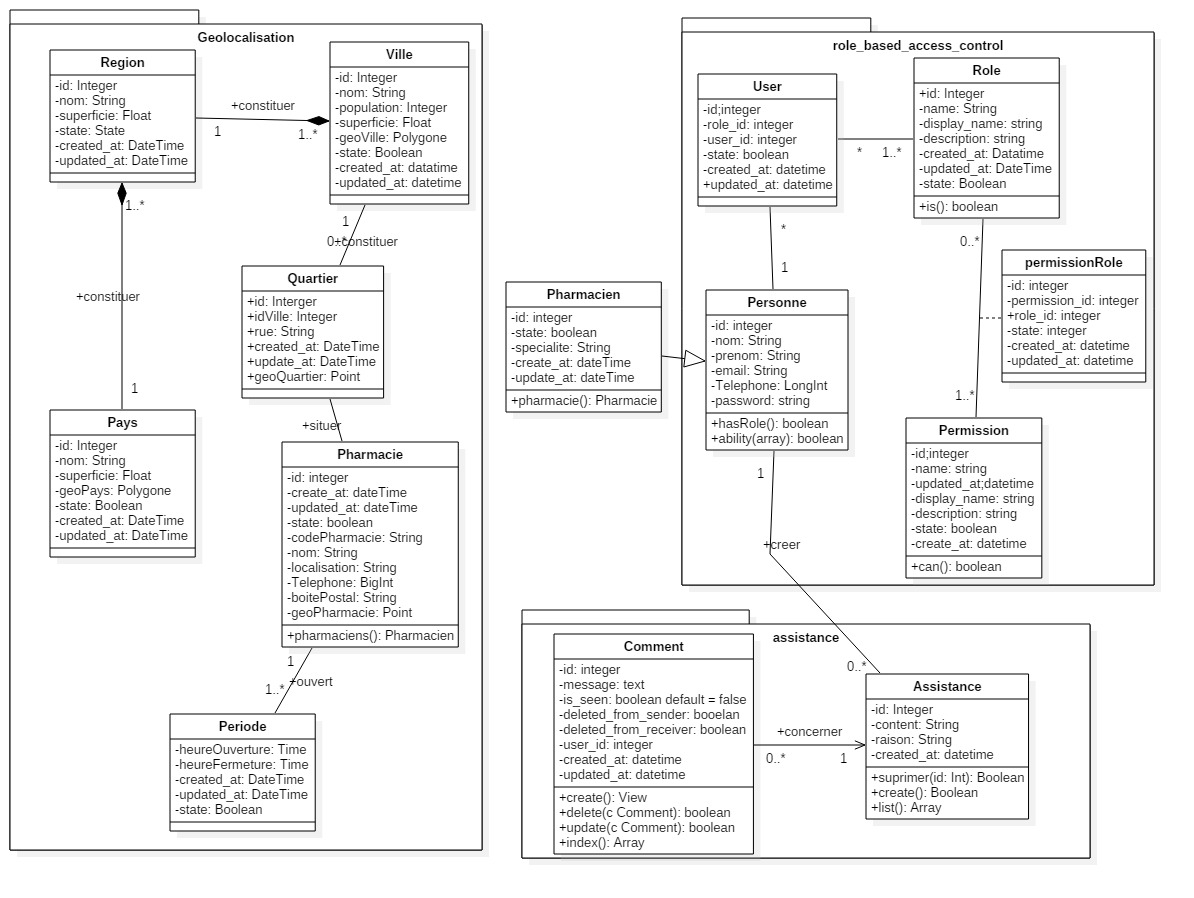 Geolocalisation
Region
-id: Integer
-nom: String
-superficie: Float
-state: State
-created_at: DateTime
-updated_at: DateTime
+constituer
1
1..*
Ville
-id: Integer
-nom: String
-population: Integer
-superficie: Float
-geoVille: Polygone
-state: Boolean
-created_at: datatime
-updated_at: datetime
1..*
+constituer
1
1
0..*
+constituer
Quartier
+id: Interger
+idVille: Integer
+rue: String
+created_at: DateTime
+update_at: DateTime
+geoQuartier: Point
Pays
-id: Integer
-nom: String
-superficie: Float
-geoPays: Polygone
-state: Boolean
-created_at: DateTime
-updated_at: DateTime
+situer
Pharmacie
-id: integer
-create_at: dateTime
-updated_at: dateTime
-state: boolean
-codePharmacie: String
-nom: String
-localisation: String
-Telephone: BigInt
-boitePostal: String
-geoPharmacie: Point
+pharmaciens(): Pharmacien
1
1..*
+ouvert
Periode
-heureOuverture: Time
-heureFermeture: Time
-created_at: DateTime
-updated_at: DateTime
-state: Boolean
Pharmacien
-id: integer
-state: boolean
-specialite: String
-create_at: dateTime
-update_at: dateTime
+pharmacie(): Pharmacie
role_based_access_control
User
-id;integer
-role_id: integer
-user_id: integer
-state: boolean
-created_at: datetime
+updated_at: datetime
*
1..*
Role
+id: Integer
-name: String
-display_name: string
-description: string
-created_at: Datatime
-updated_at: DateTime
-state: Boolean
+is(): boolean
*
1
0..*
1..*
permissionRole
-id: integer
-permission_id: integer
+role_id: integer
-state: integer
-created_at: datetime
-updated_at: datetime
Personne
-id: integer
-nom: String
-prenom: String
-email: String
-Telephone: LongInt
-password: string
+hasRole(): boolean
+ability(array): boolean
Permission
-id;integer
-name: string
-updated_at;datetime
-display_name: string
-description: string
-state: boolean
-create_at: datetime
+can(): boolean
1
+creer
0..*
assistance
Comment
-id: integer
-message: text
-is_seen: boolean default = false
-deleted_from_sender: booelan
-deleted_from_receiver: boolean
-user_id: integer
-created_at: datetime
-updated_at: datetime
+create(): View
+delete(c Comment): boolean
+update(c Comment): boolean
+index(): Array
+concerner
0..*
1
Assistance
-id: Integer
-content: String
-raison: String
-created_at: datetime
+suprimer(id: Int): Boolean
+create(): Boolean
+list(): Array